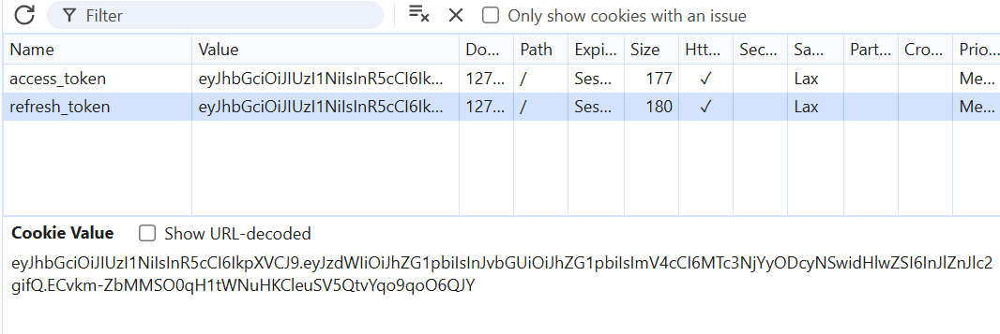 Filter
Only show cookies with an issue
Name Value Do... Path Expi... Size Htt... Sec... Sa... Part... Cro... Prio...
access_token eyJhbGciOiJIUzI1NiIsInR5cCI6Ik... 127... / Ses... 177 ✓ Lax Me...
refresh_token eyJhbGciOiJIUzI1NiIsInR5cCI6Ik... 127... / Ses... 180 ✓ Lax Me...
Cookie Value Show URL-decoded
eyJhbGciOiJIUzI1NiIsInR5cCI6IkpXVCJ9.eyJzdWIiOiJhZG1pbiIsInJvbGUiOiJhZG1pbiIsImV4cCI6MTc3NjYyODcyNSwidHlwZSI6InJlZnJlc2
gifQ.ECvkm-ZbMMSO0qH1tWNuHKCleuSV5QtvYqo9qoO6QJY